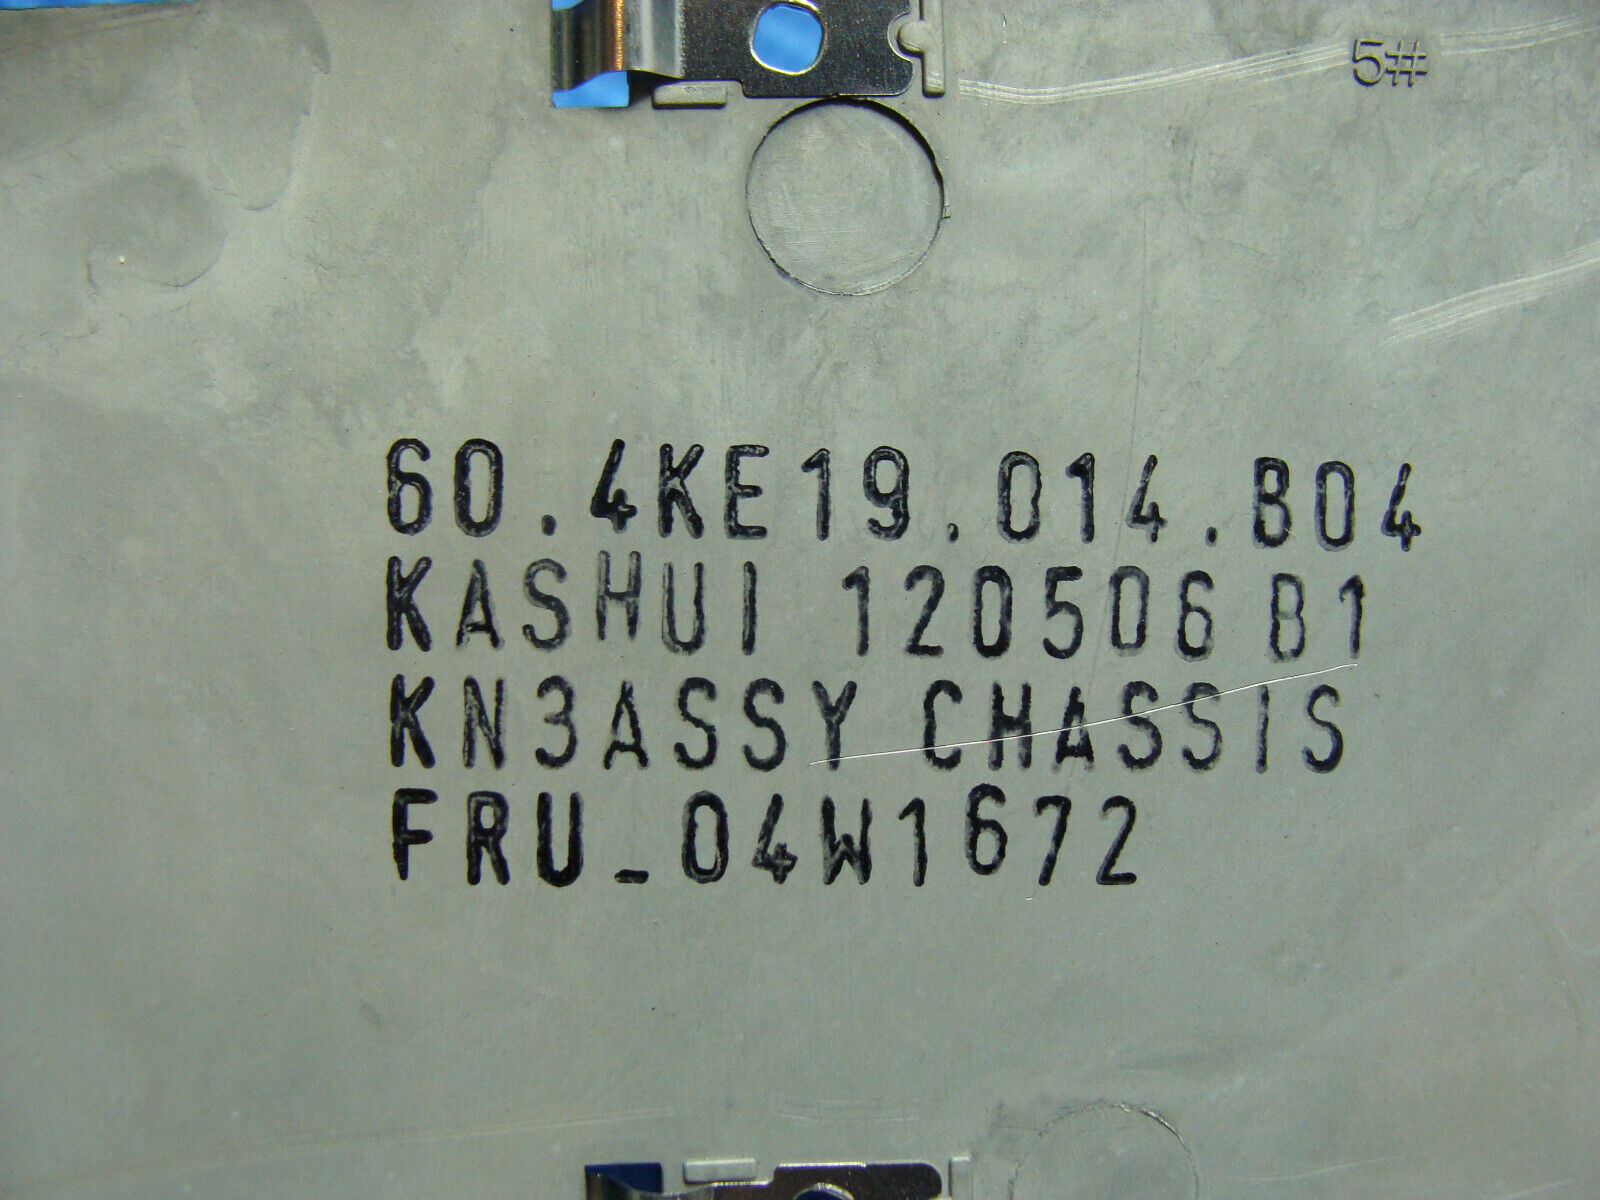 5#
60.4KE19.014.B04
KASHUI 120506 B1
KN3ASSY CHASSIS
FRU_04W1672